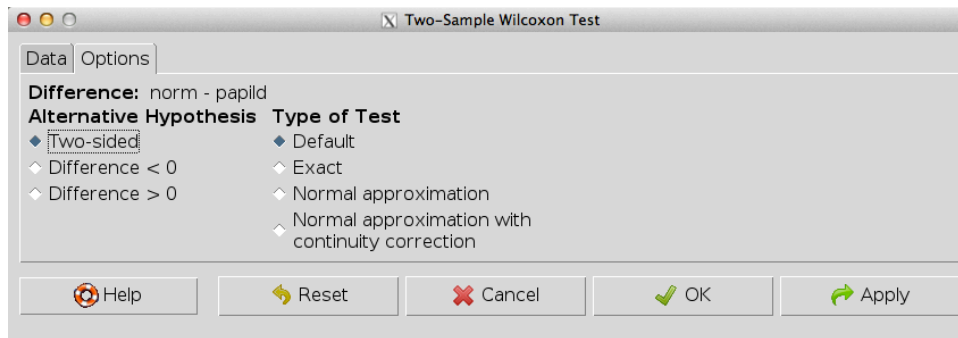 Two-Sample Wilcoxon Test
Data Options
Difference: norm - papild
Alternative Hypothesis Type of Test
Two-sided Default
Difference < 0 Exact
Difference > 0 Normal approximation
Normal approximation with
continuity correction
Help Reset Cancel OK Apply